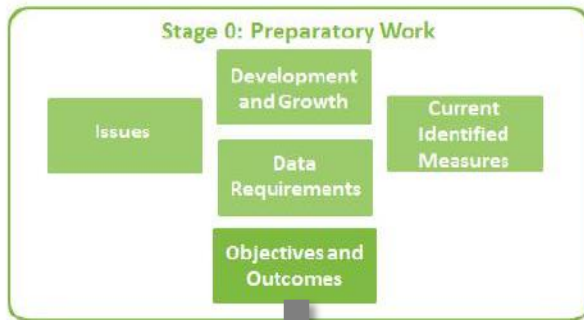 Stage 0: Preparatory Work
Development
and Growth
Issues
Current
Identified
Measures
Data
Requirements
Objectives and
Outcomes